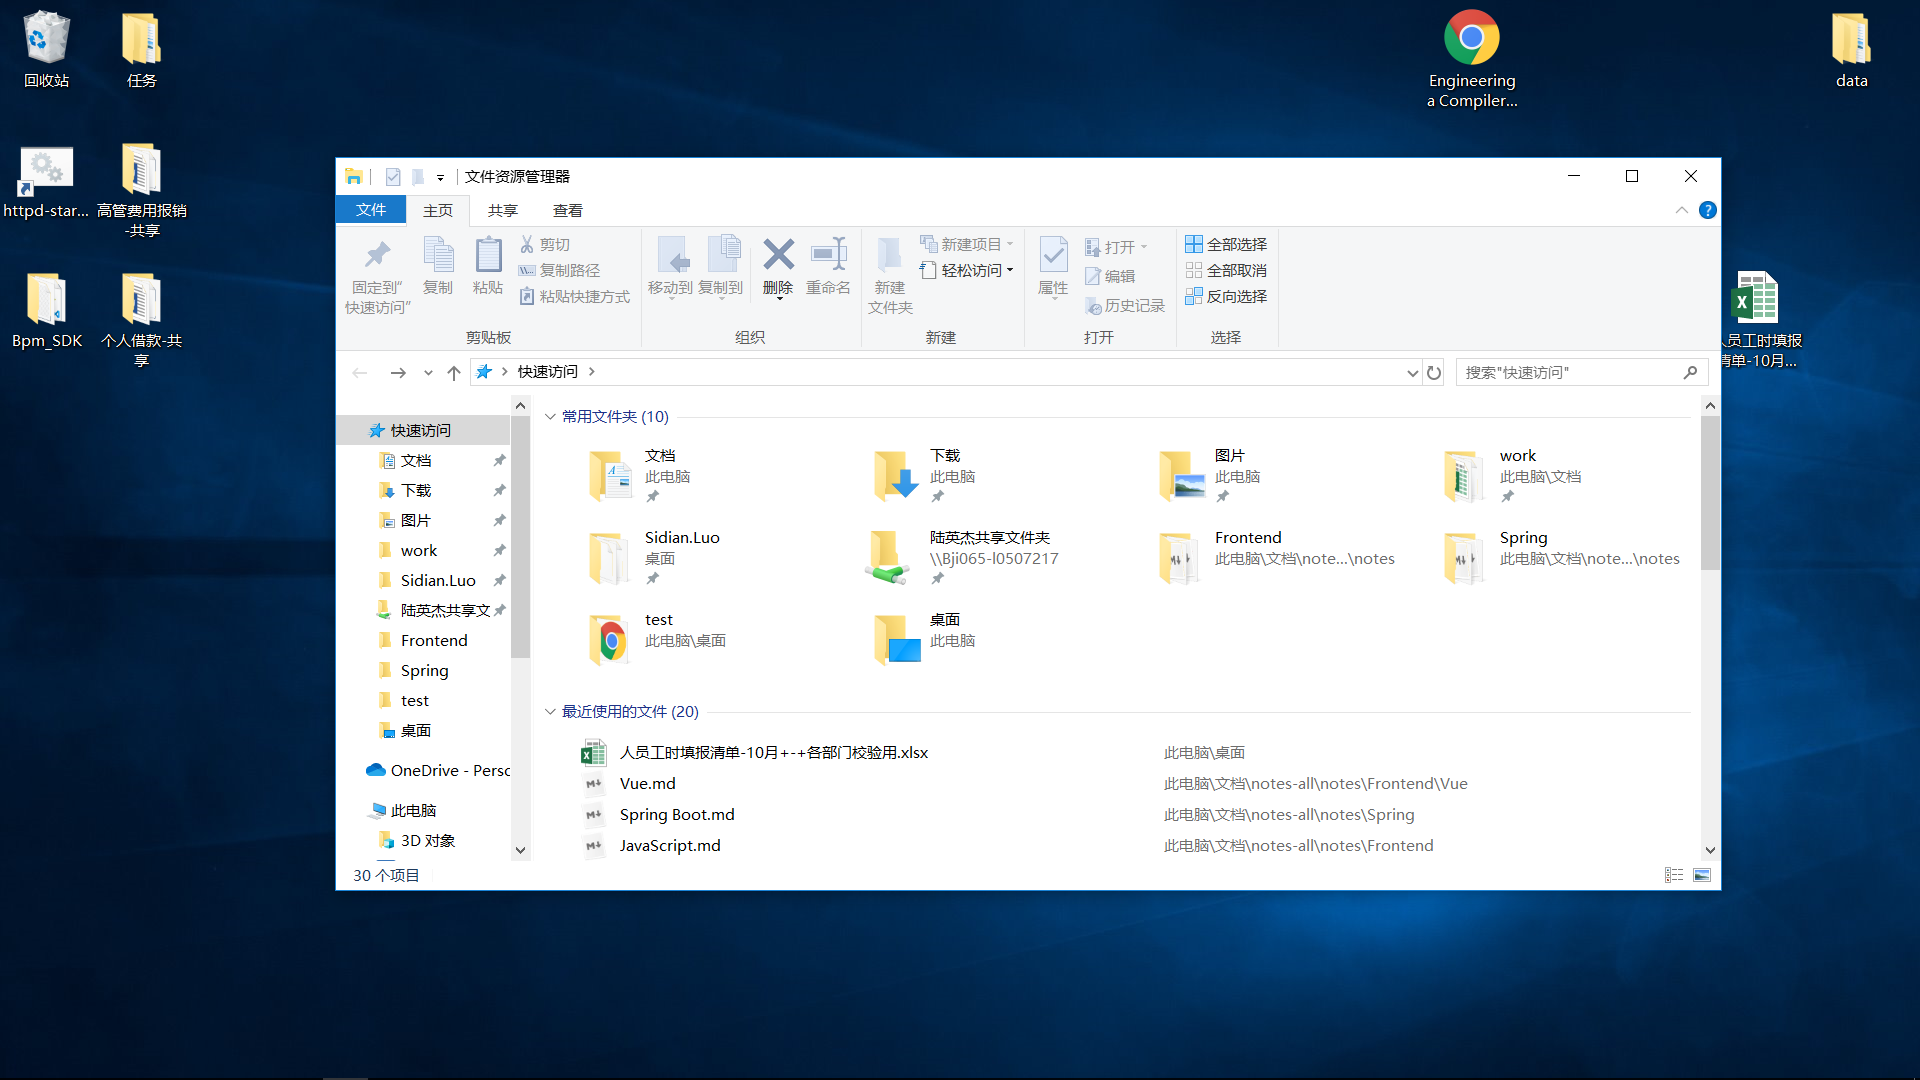 回收站
任务
Engineering
a Compiler...
data
httpd-star...
高管费用报销
-共享
Bpm_SDK
个人借款-共
享
人员工时填报
清单-10月...
文件资源管理器
文件
主页
共享
查看
固定到"
快速访问"
复制
粘贴
剪切
复制路径
粘贴快捷方式
剪贴板
移动到
复制到
删除
重命名
组织
新建
文件夹
新建项目
轻松访问
新建
属性
打开
编辑
历史记录
打开
全部选择
全部取消
反向选择
选择
快速访问
搜索"快速访问"
快速访问
文档
下载
图片
work
Sidian.Luo
陆英杰共享文
Frontend
Spring
test
桌面
OneDrive - Persc
此电脑
3D 对象
常用文件夹 (10)
文档
此电脑
下载
此电脑
图片
此电脑
work
此电脑\文档
Sidian.Luo
桌面
陆英杰共享文件夹
\\Bji065-l0507217
Frontend
此电脑\文档\note...\notes
Spring
此电脑\文档\note...\notes
test
此电脑\桌面
桌面
此电脑
最近使用的文件 (20)
人员工时填报清单-10月+-+各部门校验用.xlsx 此电脑\桌面
Vue.md 此电脑\文档\notes-all\notes\Frontend\Vue
Spring Boot.md 此电脑\文档\notes-all\notes\Spring
JavaScript.md 此电脑\文档\notes-all\notes\Frontend
30 个项目